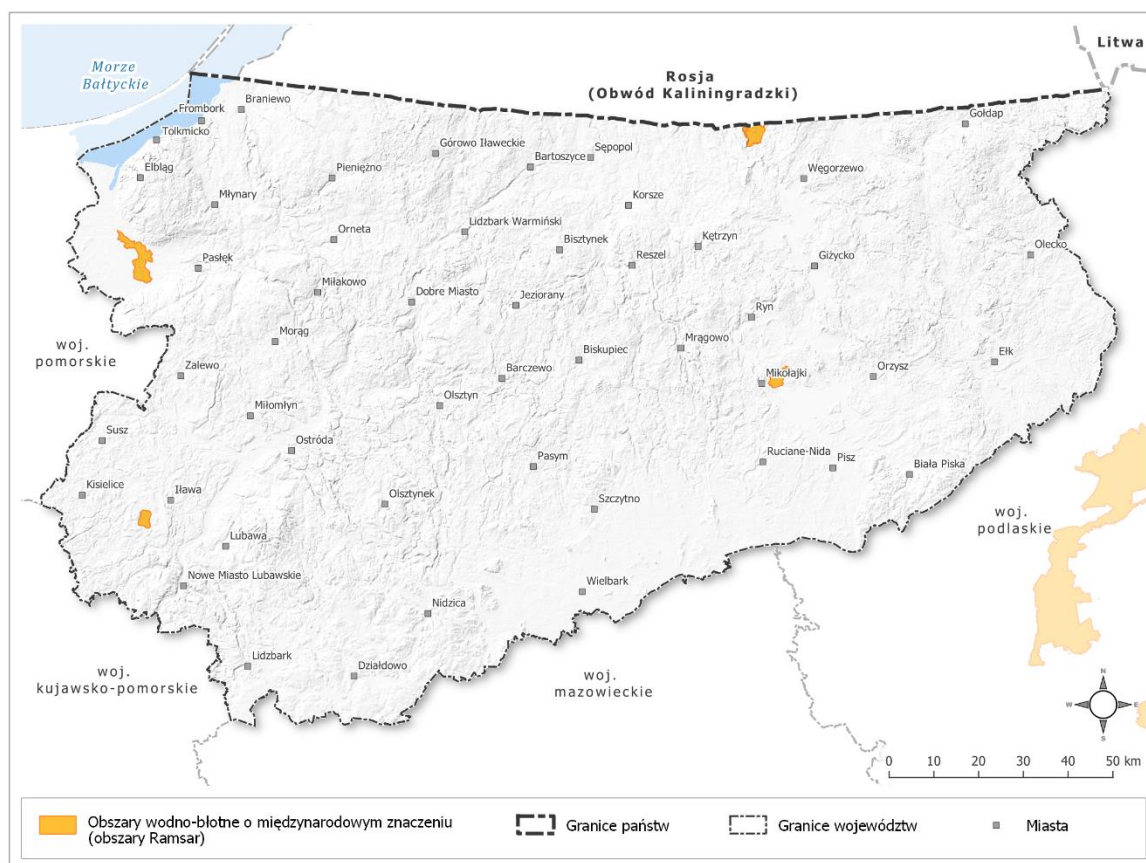 Morze
Bałtyckie
Litwa
Rosja
(Obwód Kaliningradzki)
Frombork
Braniewo
Gołdap
Tolkmicko
Górowo Iławeckie
Sępopol
Bartoszyce
Elbląg
Pieniężno
Węgorzewo
Młynary
Korsze
Lidzbark Warmiński
Orneta
Bisztynek
Kętrzyn
Olecko
Pasłęk
Reszel
Giżycko
Miłakowo
Dobre Miasto
Jeziorany
Ryn
Morąg
woj.
pomorskie
Mrągowo
Biskupiec
Ełk
Zalewo
Barczewo
Mikołajki
Orzysz
Olsztyn
Miłomłyn
Susz
Ostróda
Pasym
Ruciane-Nida
Pisz
Biała Piska
Kisielice
Iława
Olsztynek
Szczytno
woj.
podlaskie
Lubawa
Nowe Miasto Lubawskie
Wielbark
Nidzica
Lidzbark
Działdowo
woj.
kujawsko-pomorskie
woj.
mazowieckie
N
W
E
S
0 10 20 30 40 50 km
Obszary wodno-błotne o międzynarodowym znaczeniu
(obszary Ramsar)
Granice państw
Granice województw
Miasta